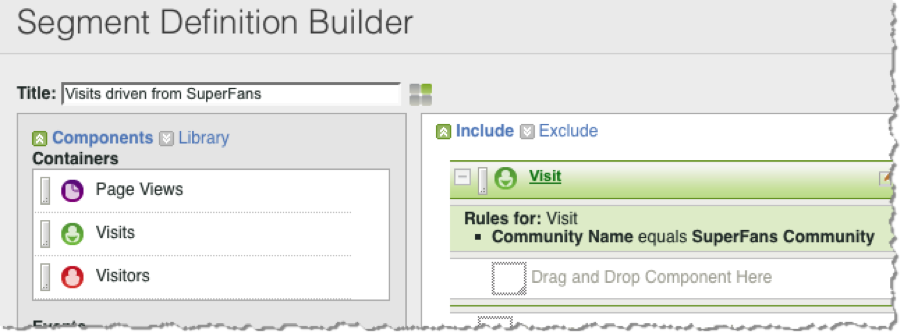 Segment Definition Builder
Title: Visits driven from SuperFans
Components Library
Containers
Page Views
Visits
Visitors
Events
Include Exclude
Visit
Rules for: Visit
Community Name equals SuperFans Community
Drag and Drop Component Here